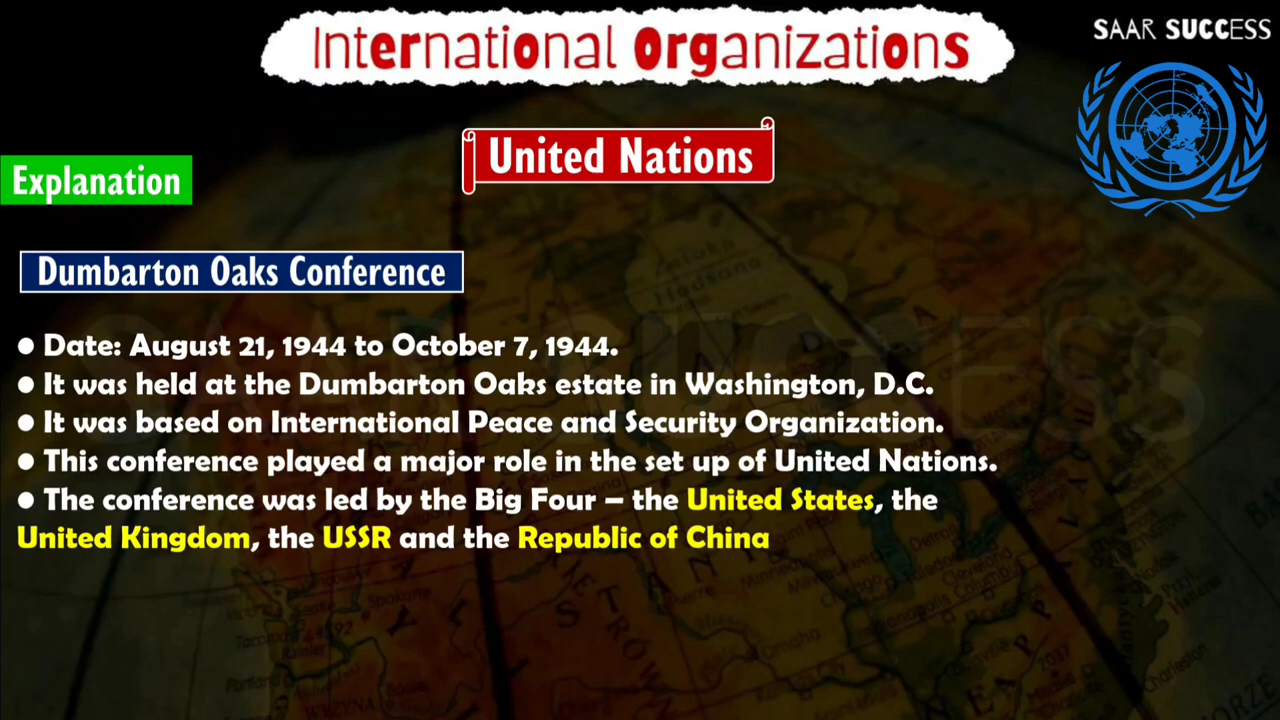 International Organizations
SAAR SUCCESS
United Nations
Explanation
Dumbarton Oaks Conference
● Date: August 21, 1944 to October 7, 1944.
● It was held at the Dumbarton Oaks estate in Washington, D.C.
● It was based on International Peace and Security Organization.
● This conference played a major role in the set up of United Nations.
● The conference was led by the Big Four – the United States, the
United Kingdom, the USSR and the Republic of China